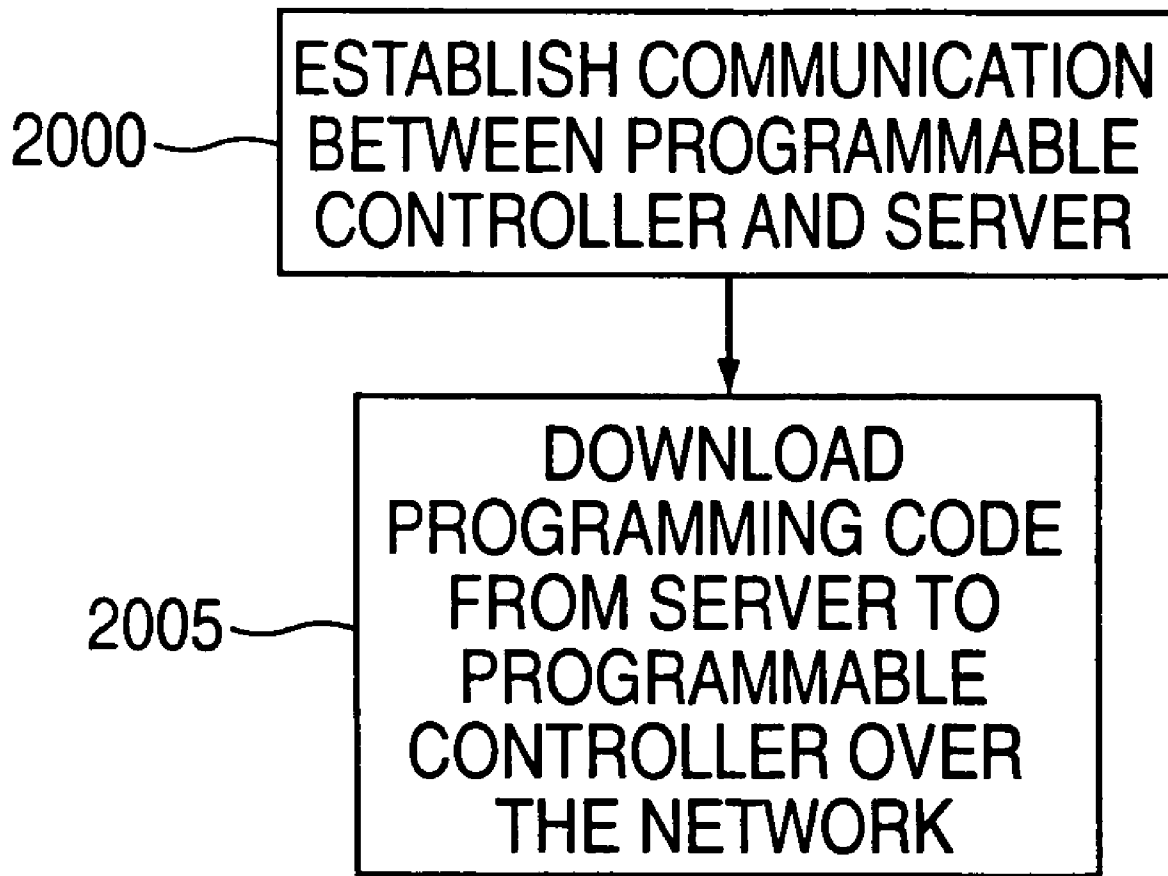 2000
ESTABLISH COMMUNICATION
BETWEEN PROGRAMMABLE
CONTROLLER AND SERVER
2005
DOWNLOAD
PROGRAMMING CODE
FROM SERVER TO
PROGRAMMABLE
CONTROLLER OVER
THE NETWORK